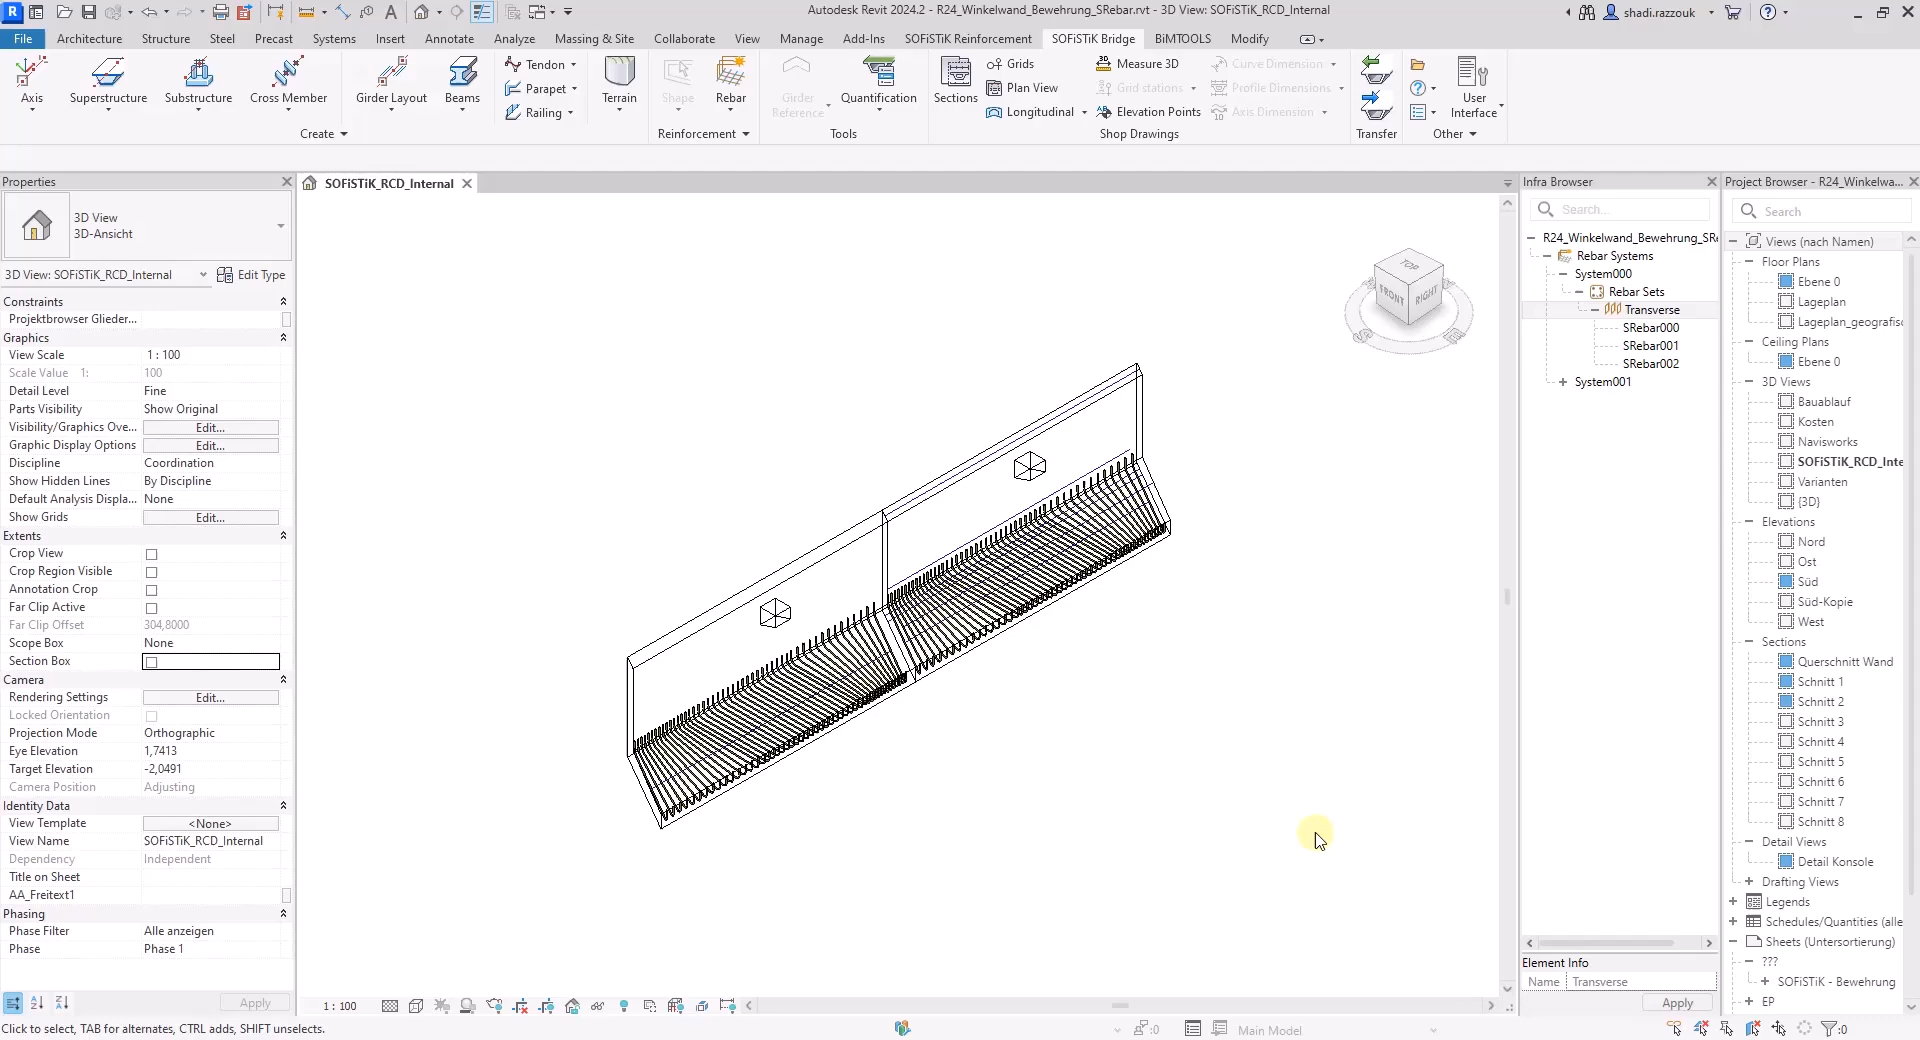 Autodesk Revit 2024.2 - R24_Winkelwand_Bewehrung_SRebar.rvt - 3D View: SOFiSTiK_RCD_Internal
shadi.razzouk
File Architecture Structure Steel Precast Systems Insert Annotate Analyze Massing & Site Collaborate View Manage Add-Ins SOFiSTiK Reinforcement SOFiSTiK Bridge BiMTOOLS Modify
Axis Superstructure Substructure Cross Member Girder Layout Beams Tendon Parapet Railing Terrain Shape Rebar Girder Reference Quantification Sections Grids Measure 3D Curve Dimension
Plan View Grid stations Profile Dimensions
Longitudinal Elevation Points Axis Dimension User Interface
Create Reinforcement Tools Shop Drawings Transfer Other
Properties
3D View
3D-Ansicht
3D View: SOFiSTiK_RCD_Internal Edit Type
Constraints
Projektbrowser Glieder...
Graphics
View Scale 1 : 100
Scale Value 1: 100
Detail Level Fine
Parts Visibility Show Original
Visibility/Graphics Ove... Edit...
Graphic Display Options Edit...
Discipline Coordination
Show Hidden Lines By Discipline
Default Analysis Displa... None
Show Grids Edit...
Extents
Crop View
Crop Region Visible
Annotation Crop
Far Clip Active
Far Clip Offset 304,8000
Scope Box None
Section Box
Camera
Rendering Settings Edit...
Locked Orientation
Projection Mode Orthographic
Eye Elevation 1,7413
Target Elevation -2,0491
Camera Position Adjusting
Identity Data
View Template <None>
View Name SOFiSTiK_RCD_Internal
Dependency Independent
Title on Sheet
AA_Freitext1
Phasing
Phase Filter Alle anzeigen
Phase Phase 1
Apply
SOFiSTiK_RCD_Internal
TOP
FRONT RIGHT
1 : 100
Infra Browser
Search...
R24_Winkelwand_Bewehrung_SRe
Rebar Systems
System000
Rebar Sets
Transverse
SRebar000
SRebar001
SRebar002
System001
Element Info
Name Transverse
Apply
Project Browser - R24_Winkelwa...
Search
Views (nach Namen)
Floor Plans
Ebene 0
Lageplan
Lageplan_geografisc
Ceiling Plans
Ebene 0
3D Views
Bauablauf
Kosten
Navisworks
SOFiSTiK_RCD_Inte
Varianten
{3D}
Elevations
Nord
Ost
Süd
Süd-Kopie
West
Sections
Querschnitt Wand
Schnitt 1
Schnitt 2
Schnitt 3
Schnitt 4
Schnitt 5
Schnitt 6
Schnitt 7
Schnitt 8
Detail Views
Detail Konsole
Drafting Views
Legends
Schedules/Quantities (alle
Sheets (Untersortierung)
???
SOFiSTiK - Bewehrung
EP
Click to select, TAB for alternates, CTRL adds, SHIFT unselects. :0 Main Model :0